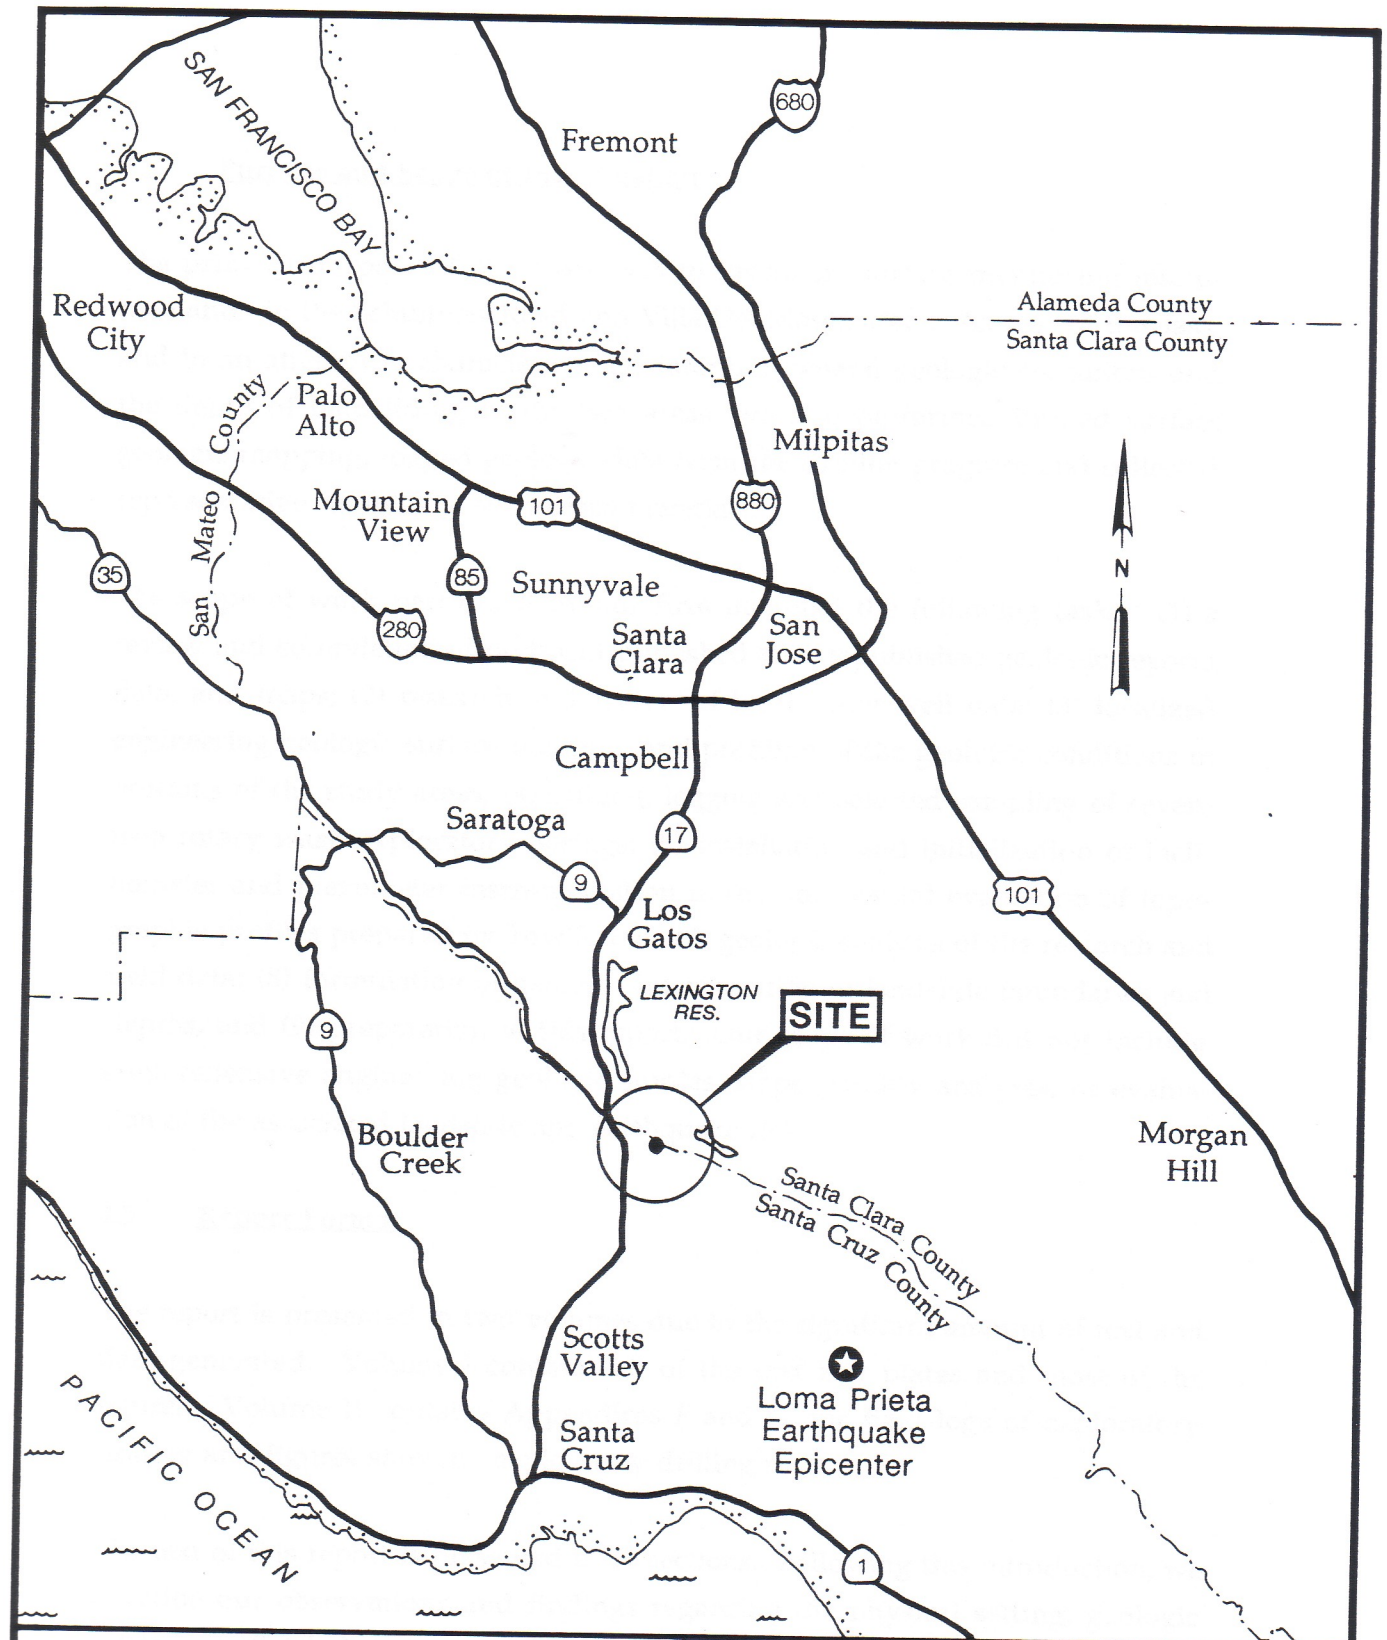 SAN FRANCISCO BAY
680
Fremont
Redwood
City
Alameda County
Santa Clara County
Palo
Alto
San Mateo County
Milpitas
Mountain
View
101
880
35
85
Sunnyvale
N
280
Santa
Clara
San
Jose
Campbell
Saratoga
17
9
101
Los
Gatos
LEXINGTON
RES.
SITE
9
Boulder
Creek
Morgan
Hill
Santa Clara County
Santa Cruz County
Scotts
Valley
Loma Prieta
Earthquake
Epicenter
Santa
Cruz
PACIFIC OCEAN
1